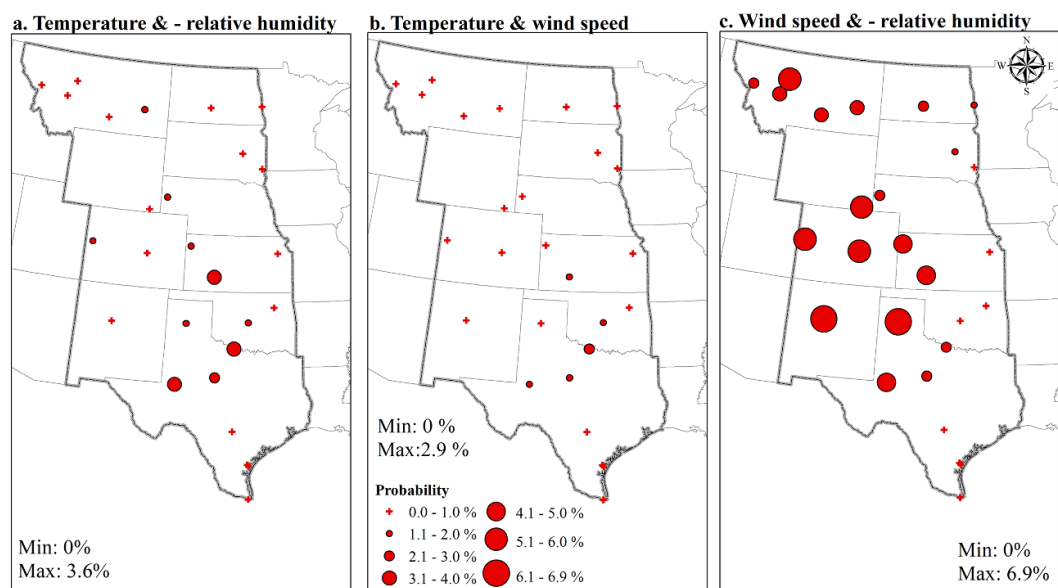 a. Temperature & - relative humidity
b. Temperature & wind speed
c. Wind speed & - relative humidity
N
W E
S
Min: 0%
Max: 3.6%
Min: 0 %
Max:2.9 %
Probability
0.0 - 1.0 %
1.1 - 2.0 %
2.1 - 3.0 %
3.1 - 4.0 %
4.1 - 5.0 %
5.1 - 6.0 %
6.1 - 6.9 %
Min: 0%
Max: 6.9%